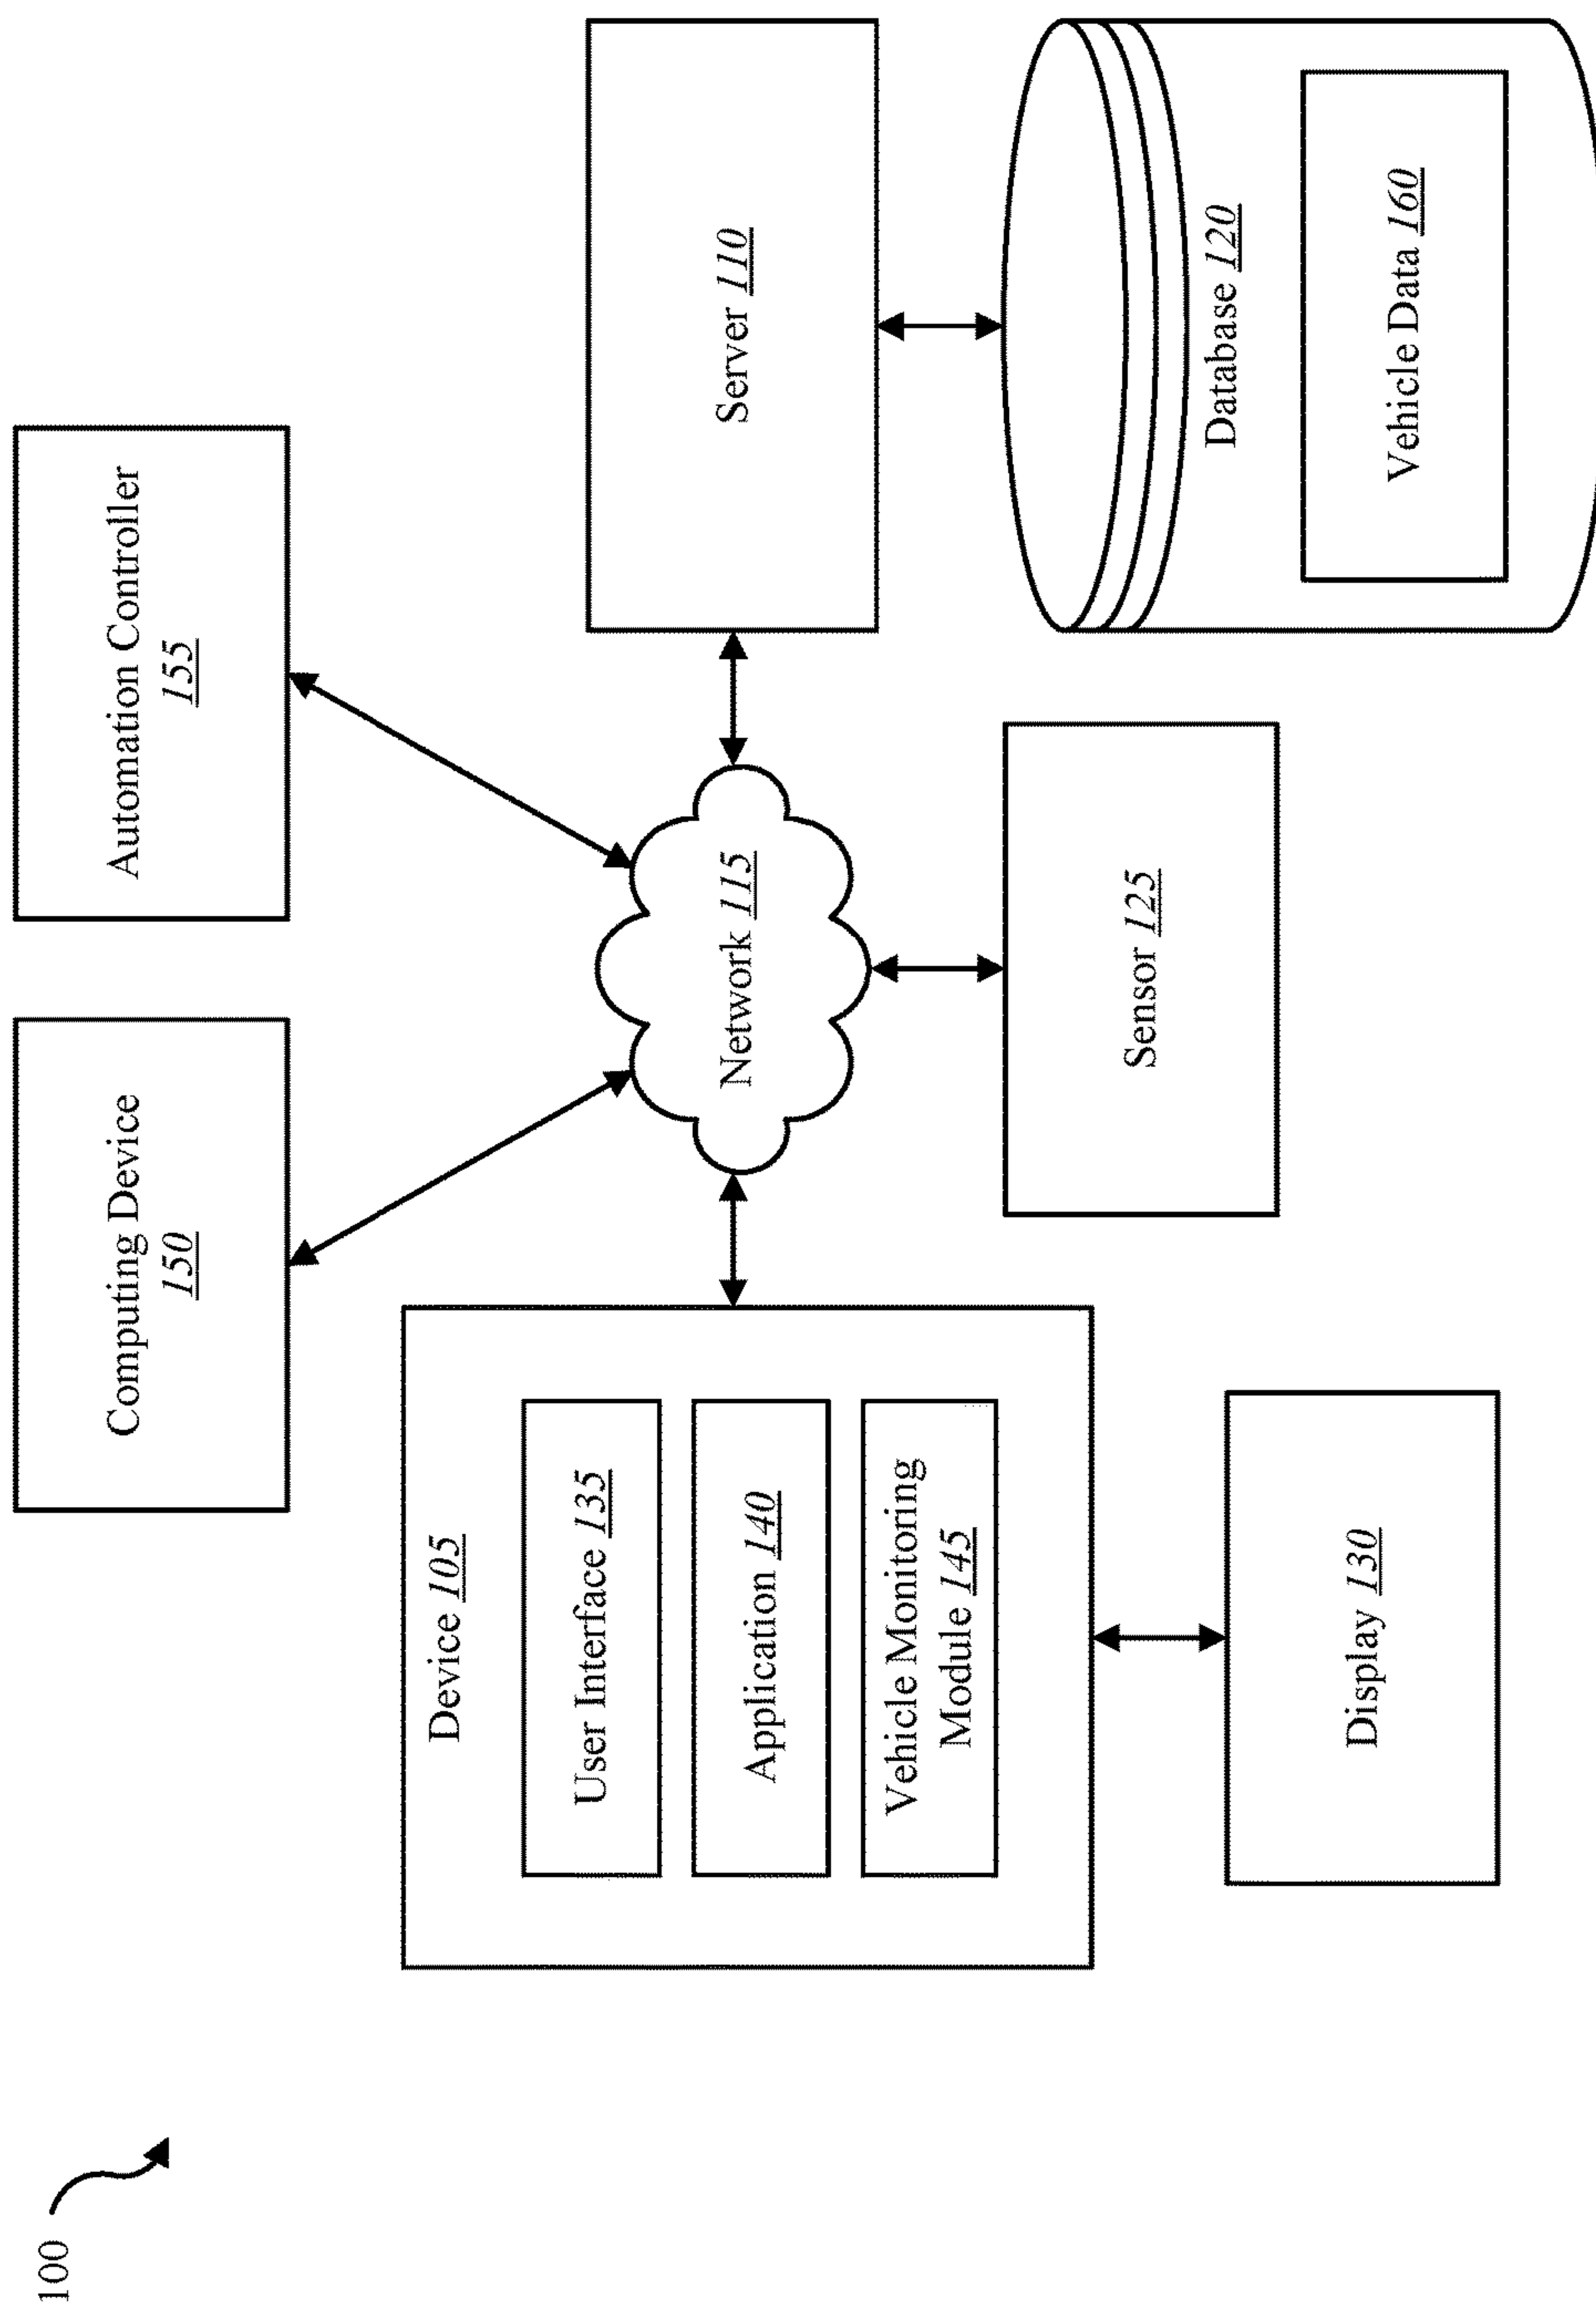 100
Computing Device
150
Automation Controller
155
Device 105
User Interface 135
Application 140
Vehicle Monitoring
Module 145
Network 115
Server 110
Display 130
Sensor 125
Database 120
Vehicle Data 160